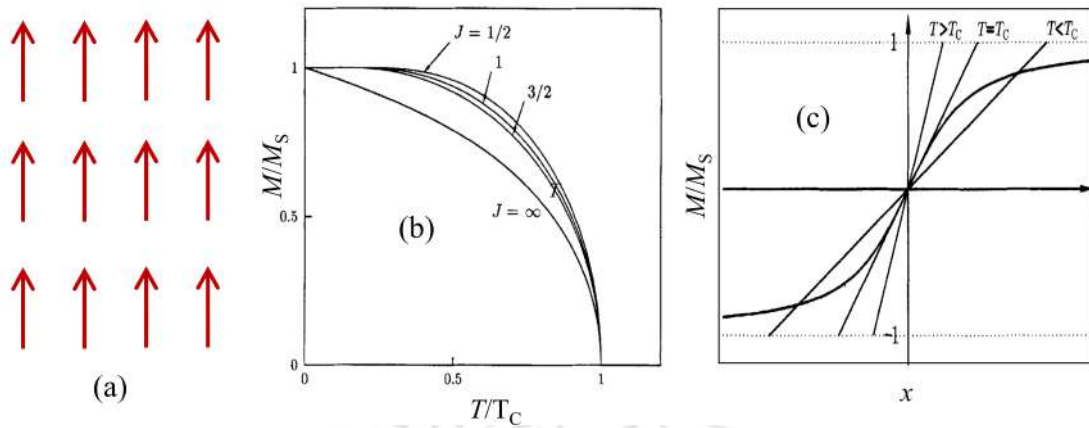 (a)
M/M_S
1
0.5
0
J = 1/2
1
3/2
J = ∞
(b)
0
0.5
1
T/T_C
M/M_S
T>T_C
T=T_C
T<T_C
1
(c)
-1
x